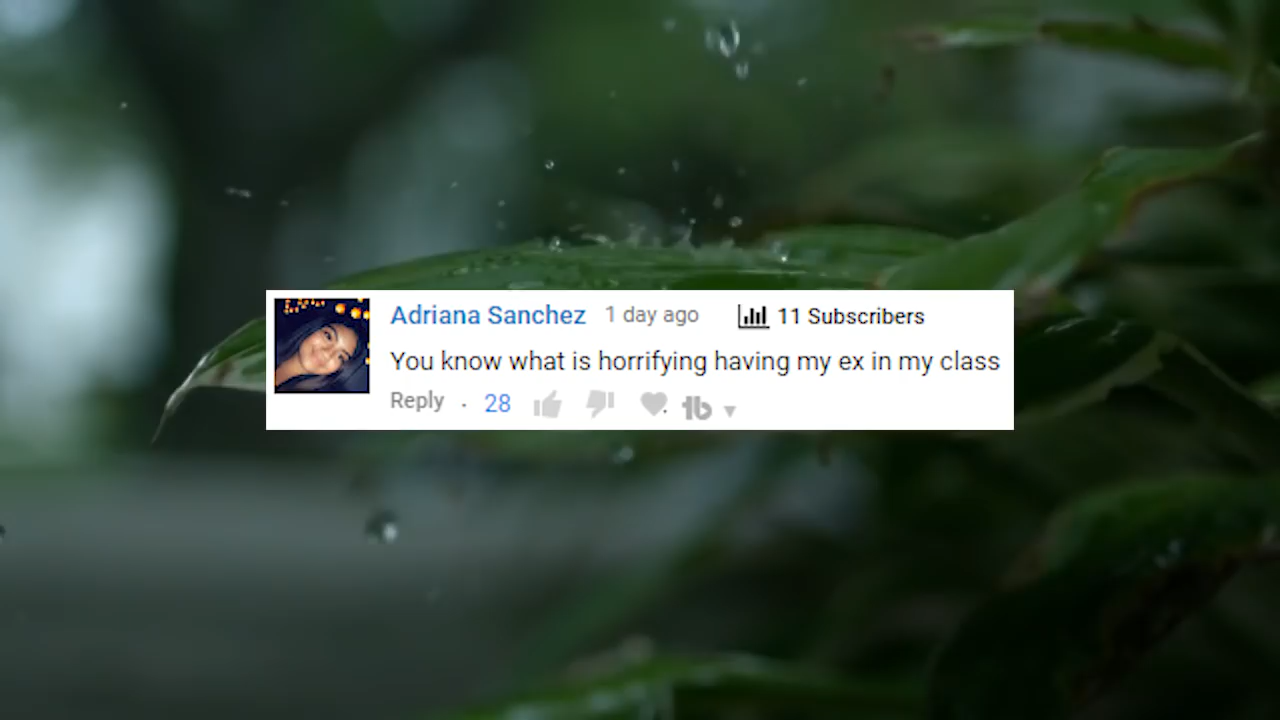 Adriana Sanchez 1 day ago 11 Subscribers
You know what is horrifying having my ex in my class
Reply . 28